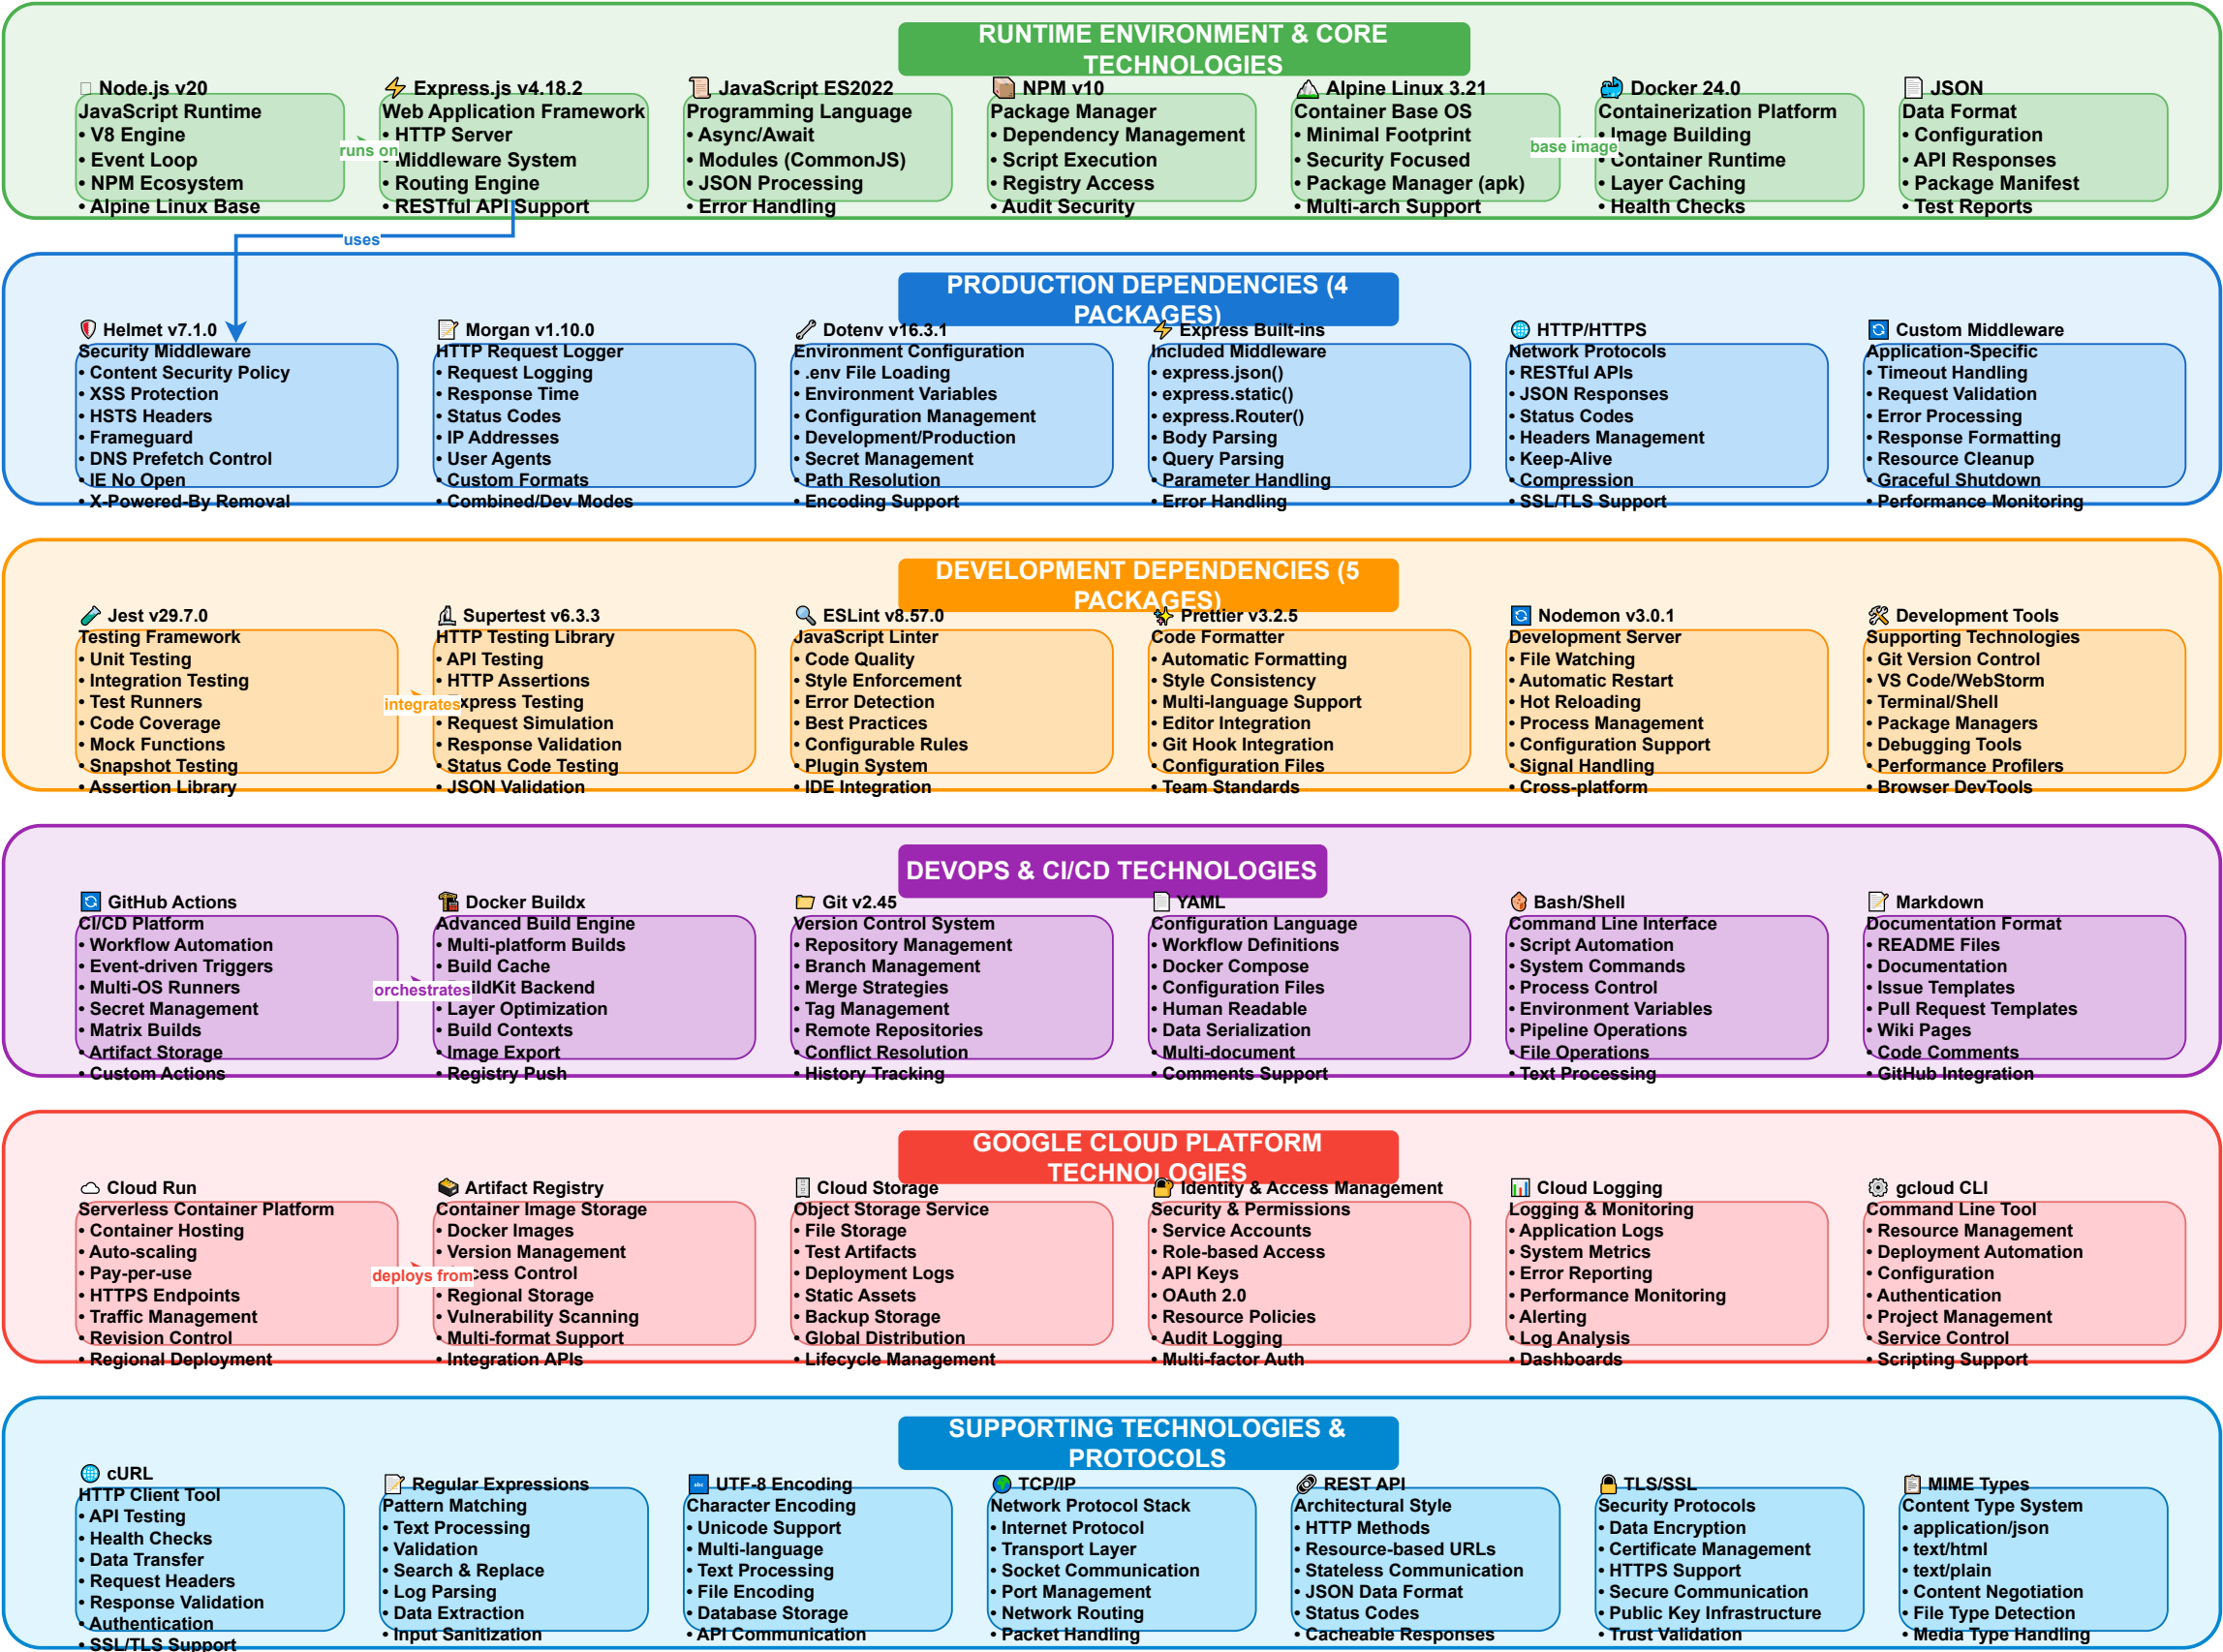 RUNTIME ENVIRONMENT & CORE
TECHNOLOGIES
Node.js v20
JavaScript Runtime
• V8 Engine
• Event Loop
• NPM Ecosystem
• Alpine Linux Base
runs on
Express.js v4.18.2
Web Application Framework
• HTTP Server
• Middleware System
• Routing Engine
• RESTful API Support
JavaScript ES2022
Programming Language
• Async/Await
• Modules (CommonJS)
• JSON Processing
• Error Handling
NPM v10
Package Manager
• Dependency Management
• Script Execution
• Registry Access
• Audit Security
Alpine Linux 3.21
Container Base OS
• Minimal Footprint
• Security Focused
• Package Manager (apk)
• Multi-arch Support
base image
Docker 24.0
Containerization Platform
• Image Building
• Container Runtime
• Layer Caching
• Health Checks
JSON
Data Format
• Configuration
• API Responses
• Package Manifest
• Test Reports
uses
PRODUCTION DEPENDENCIES (4
PACKAGES)
Helmet v7.1.0
Security Middleware
• Content Security Policy
• XSS Protection
• HSTS Headers
• Frameguard
• DNS Prefetch Control
• IE No Open
• X-Powered-By Removal
Morgan v1.10.0
HTTP Request Logger
• Request Logging
• Response Time
• Status Codes
• IP Addresses
• User Agents
• Custom Formats
• Combined/Dev Modes
Dotenv v16.3.1
Environment Configuration
• .env File Loading
• Environment Variables
• Configuration Management
• Development/Production
• Secret Management
• Path Resolution
• Encoding Support
Express Built-ins
Included Middleware
• express.json()
• express.static()
• express.Router()
• Body Parsing
• Query Parsing
• Parameter Handling
• Error Handling
HTTP/HTTPS
Network Protocols
• RESTful APIs
• JSON Responses
• Status Codes
• Headers Management
• Keep-Alive
• Compression
• SSL/TLS Support
Custom Middleware
Application-Specific
• Timeout Handling
• Request Validation
• Error Processing
• Response Formatting
• Resource Cleanup
• Graceful Shutdown
• Performance Monitoring
DEVELOPMENT DEPENDENCIES (5
PACKAGES)
Jest v29.7.0
Testing Framework
• Unit Testing
• Integration Testing
• Test Runners
• Code Coverage
• Mock Functions
• Snapshot Testing
• Assertion Library
integrates
Supertest v6.3.3
HTTP Testing Library
• API Testing
• HTTP Assertions
Express Testing
• Request Simulation
• Response Validation
• Status Code Testing
• JSON Validation
ESLint v8.57.0
JavaScript Linter
• Code Quality
• Style Enforcement
• Error Detection
• Best Practices
• Configurable Rules
• Plugin System
• IDE Integration
Prettier v3.2.5
Code Formatter
• Automatic Formatting
• Style Consistency
• Multi-language Support
• Editor Integration
• Git Hook Integration
• Configuration Files
• Team Standards
Nodemon v3.0.1
Development Server
• File Watching
• Automatic Restart
• Hot Reloading
• Process Management
• Configuration Support
• Signal Handling
• Cross-platform
Development Tools
Supporting Technologies
• Git Version Control
• VS Code/WebStorm
• Terminal/Shell
• Package Managers
• Debugging Tools
• Performance Profilers
• Browser DevTools
DEVOPS & CI/CD TECHNOLOGIES
GitHub Actions
CI/CD Platform
• Workflow Automation
• Event-driven Triggers
• Multi-OS Runners
• Secret Management
• Matrix Builds
• Artifact Storage
• Custom Actions
orchestrates
Docker Buildx
Advanced Build Engine
• Multi-platform Builds
• Build Cache
BuildKit Backend
• Layer Optimization
• Build Contexts
• Image Export
• Registry Push
Git v2.45
Version Control System
• Repository Management
• Branch Management
• Merge Strategies
• Tag Management
• Remote Repositories
• Conflict Resolution
• History Tracking
YAML
Configuration Language
• Workflow Definitions
• Docker Compose
• Configuration Files
• Human Readable
• Data Serialization
• Multi-document
• Comments Support
Bash/Shell
Command Line Interface
• Script Automation
• System Commands
• Process Control
• Environment Variables
• Pipeline Operations
• File Operations
• Text Processing
Markdown
Documentation Format
• README Files
• Documentation
• Issue Templates
• Pull Request Templates
• Wiki Pages
• Code Comments
• GitHub Integration
GOOGLE CLOUD PLATFORM
TECHNOLOGIES
Cloud Run
Serverless Container Platform
• Container Hosting
• Auto-scaling
• Pay-per-use
• HTTPS Endpoints
• Traffic Management
• Revision Control
• Regional Deployment
deploys from
Artifact Registry
Container Image Storage
• Docker Images
• Version Management
Access Control
• Regional Storage
• Vulnerability Scanning
• Multi-format Support
• Integration APIs
Cloud Storage
Object Storage Service
• File Storage
• Test Artifacts
• Deployment Logs
• Static Assets
• Backup Storage
• Global Distribution
• Lifecycle Management
Identity & Access Management
Security & Permissions
• Service Accounts
• Role-based Access
• API Keys
• OAuth 2.0
• Resource Policies
• Audit Logging
• Multi-factor Auth
Cloud Logging
Logging & Monitoring
• Application Logs
• System Metrics
• Error Reporting
• Performance Monitoring
• Alerting
• Log Analysis
• Dashboards
gcloud CLI
Command Line Tool
• Resource Management
• Deployment Automation
• Configuration
• Authentication
• Project Management
• Service Control
• Scripting Support
SUPPORTING TECHNOLOGIES &
PROTOCOLS
cURL
HTTP Client Tool
• API Testing
• Health Checks
• Data Transfer
• Request Headers
• Response Validation
• Authentication
• SSL/TLS Support
Regular Expressions
Pattern Matching
• Text Processing
• Validation
• Search & Replace
• Log Parsing
• Data Extraction
• Input Sanitization
UTF-8 Encoding
Character Encoding
• Unicode Support
• Multi-language
• Text Processing
• File Encoding
• Database Storage
• API Communication
TCP/IP
Network Protocol Stack
• Internet Protocol
• Transport Layer
• Socket Communication
• Port Management
• Network Routing
• Packet Handling
REST API
Architectural Style
• HTTP Methods
• Resource-based URLs
• Stateless Communication
• JSON Data Format
• Status Codes
• Cacheable Responses
TLS/SSL
Security Protocols
• Data Encryption
• Certificate Management
• HTTPS Support
• Secure Communication
• Public Key Infrastructure
• Trust Validation
MIME Types
Content Type System
• application/json
• text/html
• text/plain
• Content Negotiation
• File Type Detection
• Media Type Handling